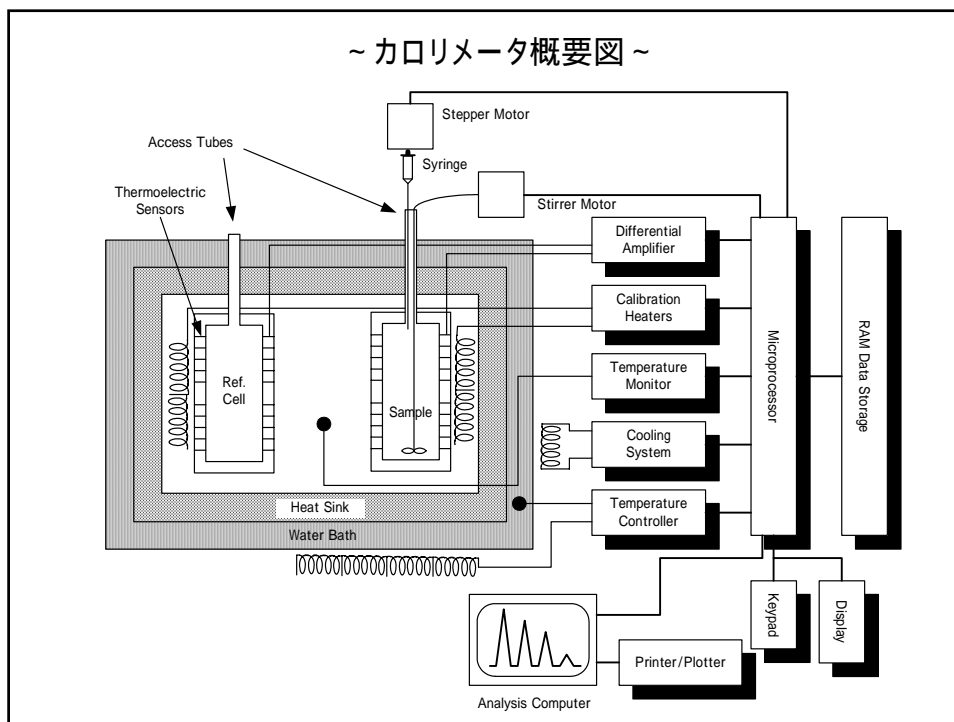 ~ カロリメータ概要図 ~
Stepper Motor
Access Tubes
Syringe
Thermoelectric
Sensors
Stirrer Motor
Differential
Amplifier
Calibration
Heaters
Temperature
Monitor
Cooling
System
Temperature
Controller
Microprocessor
RAM Data Storage
Ref.
Cell
Sample
Heat Sink
Water Bath
Keypad
Display
Printer/Plotter
Analysis Computer